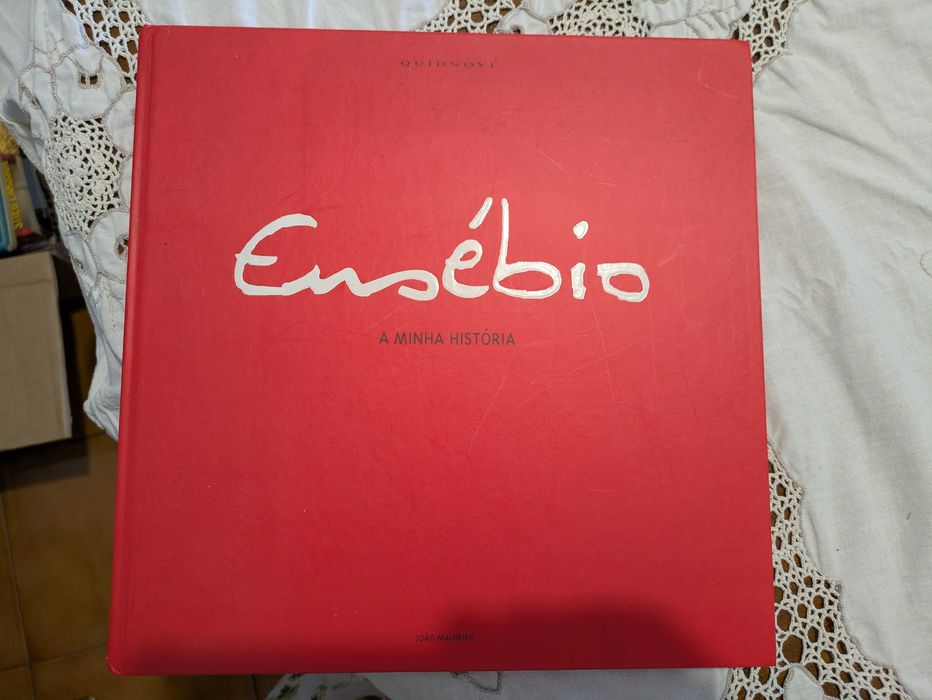 QUIDNOVI
Eusébio
A MINHA HISTÓRIA
JOÃO MALHEIRO